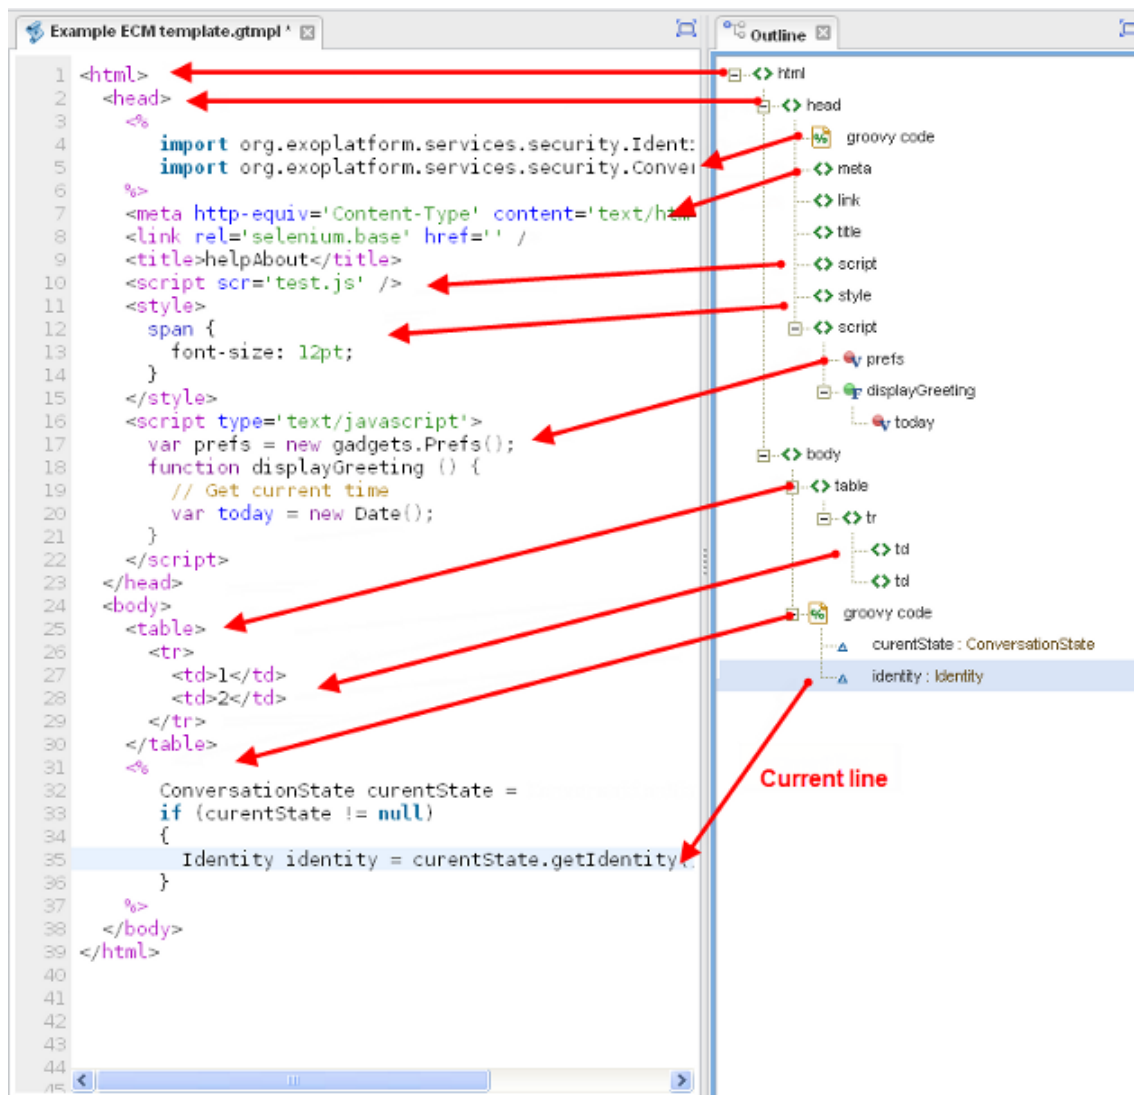 Example ECM template.gtmpl *
Outline
1 <html>
2 <head>
3 <%
4 import org.exoplatform.services.security.Identi
5 import org.exoplatform.services.security.Conver
6 %>
7 <meta http-equiv='Content-Type' content='text/htm
8 <link rel='selenium.base' href='' /
9 <title>helpAbout</title>
10 <script scr='test.js' />
11 <style>
12 span {
13 font-size: 12pt;
14 }
15 </style>
16 <script type='text/javascript'>
17 var prefs = new gadgets.Prefs();
18 function displayGreeting () {
19 // Get current time
20 var today = new Date();
21 }
22 </script>
23 </head>
24 <body>
25 <table>
26 <tr>
27 <td>1</td>
28 <td>2</td>
29 </tr>
30 </table>
31 <%
32 ConversationState curentState =
33 if (curentState != null)
34 {
35 Identity identity = curentState.getIdentity(
36 }
37 %>
38 </body>
39 </html>
40
41
42
43
44
45
html
head
groovy code
meta
link
title
script
style
script
prefs
displayGreeting
today
body
table
tr
td
td
groovy code
curentState : ConversationState
identity : Identity
Current line